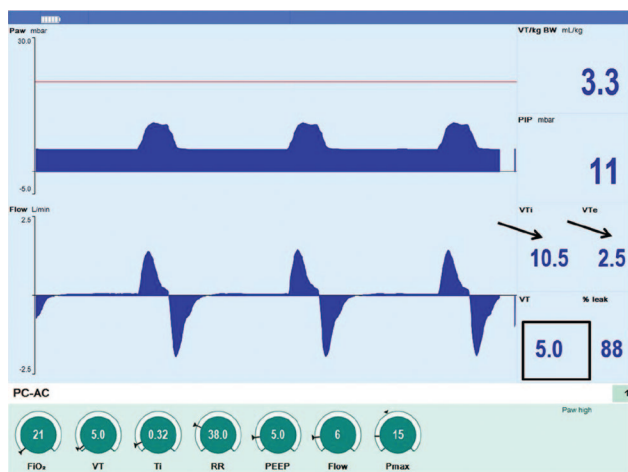 Paw mbar
30.0
-5.0
VT/kg BW mL/kg
3.3
PIP mbar
11
Flow L/min
2.5
-2.5
VTi VTe
10.5 2.5
VT % leak
5.0 88
PC-AC
Paw high
21 5.0 0.32 38.0 5.0 6 15
FiO₂ VT Ti RR PEEP Flow Pmax